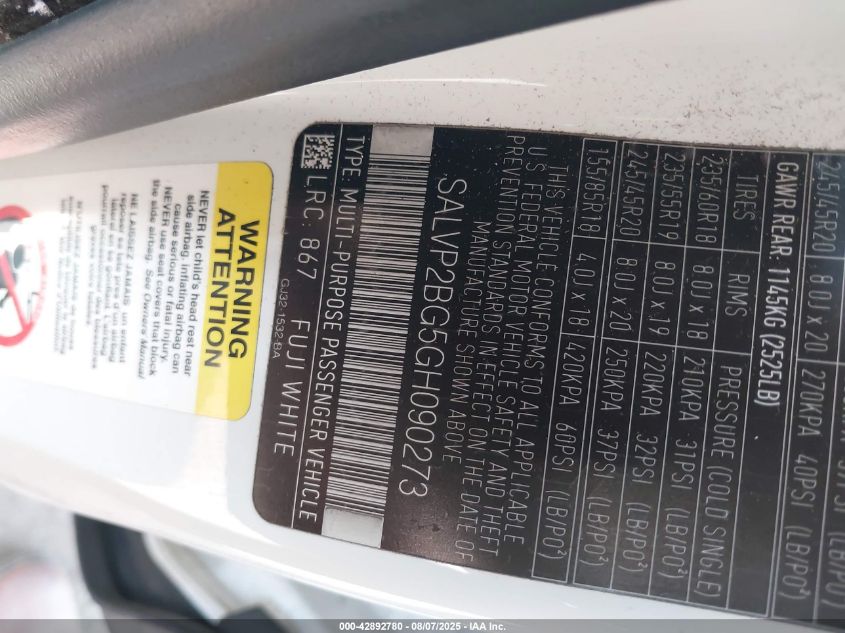 245/45R20 8.0J x 20 270KPA 40PSI (LB/PO²)
GAWR REAR: 1145KG (2525LB)
TIRES RIMS PRESSURE (COLD SINGLE)
235/60R18 8.0J x 18 210KPA 31PSI (LB/PO²)
235/55R19 8.0J x 19 220KPA 32PSI (LB/PO²)
245/45R20 250KPA 37PSI (LB/PO²)
155/85R18 4.0J x 18 420KPA 60PSI (LB/PO²)
THIS VEHICLE CONFORMS TO ALL APPLICABLE
U.S. FEDERAL MOTOR VEHICLE SAFETY AND THEFT
PREVENTION STANDARDS IN EFFECT ON THE DATE OF
MANUFACTURE SHOWN ABOVE
SALVP2BG5GH090273
TYPE: MULTI-PURPOSE PASSENGER VEHICLE
LRC: 867 FUJI WHITE
GJ32-1532-BA
WARNING
ATTENTION
NEVER let child's head rest near
side airbag, inflating airbag can
cause serious or fatal injury.
NEVER use seat covers that block
the side airbag. See Owners Manual
NE LAISSEZ JAMAIS un enfant
000-42892780 - 08/07/2025 - IAA Inc.